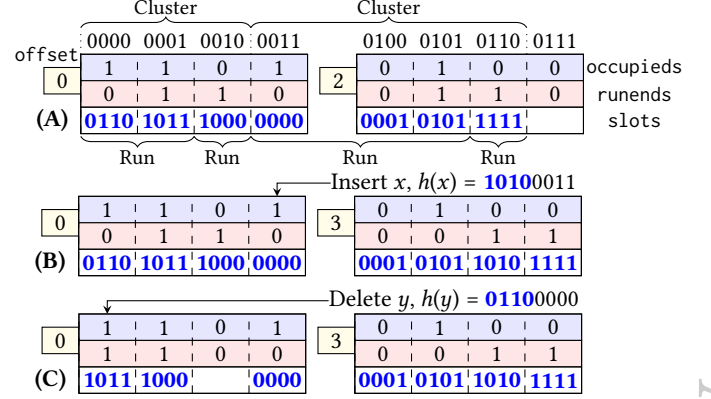 Cluster Cluster
0000 0001 0010 0011 0100 0101 0110 0111
offset 0 1 1 0 1 2 0 1 0 0 occupieds
0 1 1 0 0 1 1 0 runends
(A) 0110 1011 1000 0000 0001 0101 1111 slots
Run Run Run Run
Insert x, h(x) = 10100011
0 1 1 0 1 3 0 1 0 0
0 1 1 0 0 0 1 1
(B) 0110 1011 1000 0000 0001 0101 1010 1111
Delete y, h(y) = 01100000
0 1 1 0 1 3 0 1 0 0
1 1 0 0 0 0 1 1
(C) 1011 1000 0000 0001 0101 1010 1111